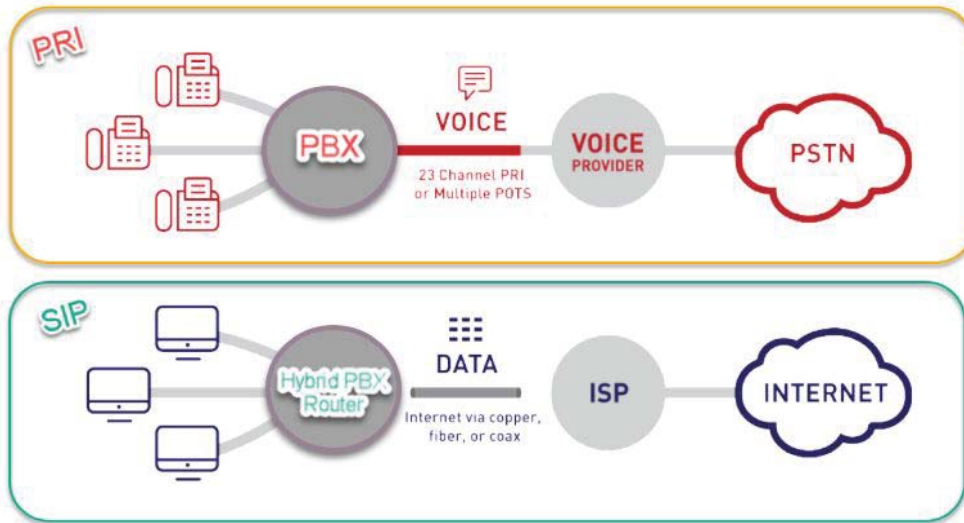 PRI
PBX
VOICE
23 Channel PRI
or Multiple POTS
VOICE
PROVIDER
PSTN
SIP
Hybrid PBX
Router
DATA
Internet via copper,
fiber, or coax
ISP
INTERNET